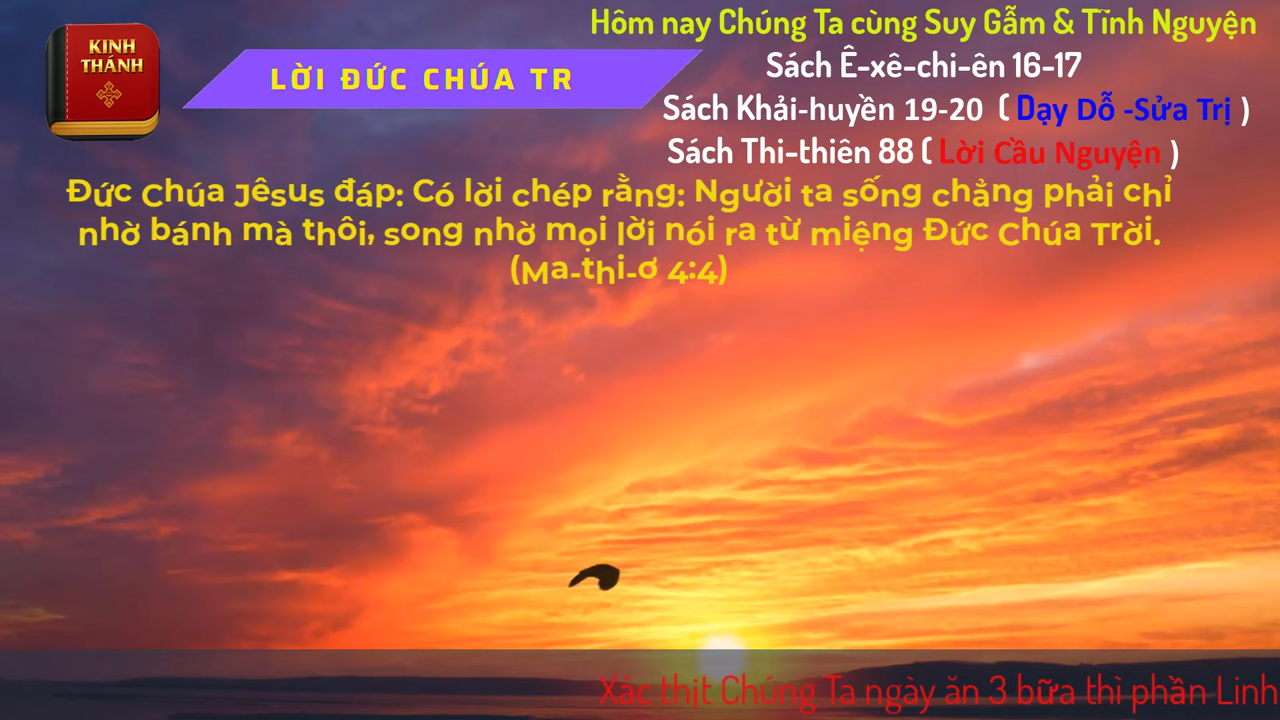 KINH
THÁNH
LỜI ĐỨC CHÚA TR
Hôm nay Chúng Ta cùng Suy Gẫm & Tĩnh Nguyện
Sách Ê-xê-chi-ên 16-17
Sách Khải-huyền 19-20 ( Dạy Dỗ -Sửa Trị )
Sách Thi-thiên 88 ( Lời Cầu Nguyện )
Đức Chúa Jêsus đáp: Có lời chép rằng: Người ta sống chẳng phải chỉ
nhờ bánh mà thôi, song nhờ mọi lời nói ra từ miệng Đức Chúa Trời.
(Ma-thi-ơ 4:4)
Xác thịt Chúng Ta ngày ăn 3 bữa thì phần Linh